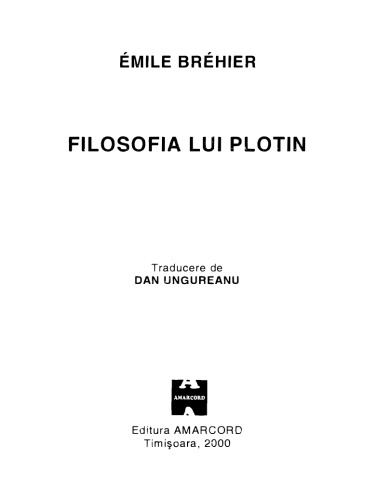 ÉMILE BRÉHIER
FILOSOFIA LUI PLOTIN
Traducere de
DAN UNGUREANU
A
AMARCORD
A
Editura AMARCORD
Timişoara, 2000